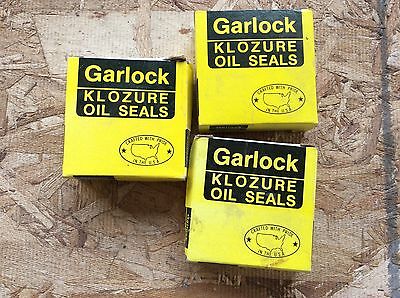 Garlock
KLOZURE
OIL SEALS
CRAFTED WITH PRIDE
IN THE U.S.A.
Garlock
KLOZURE
OIL SEALS
CRAFTED WITH PRIDE
IN THE U.S.A.
Garlock
KLOZURE
OIL SEALS
CRAFTED WITH PRIDE
IN THE U.S.A.